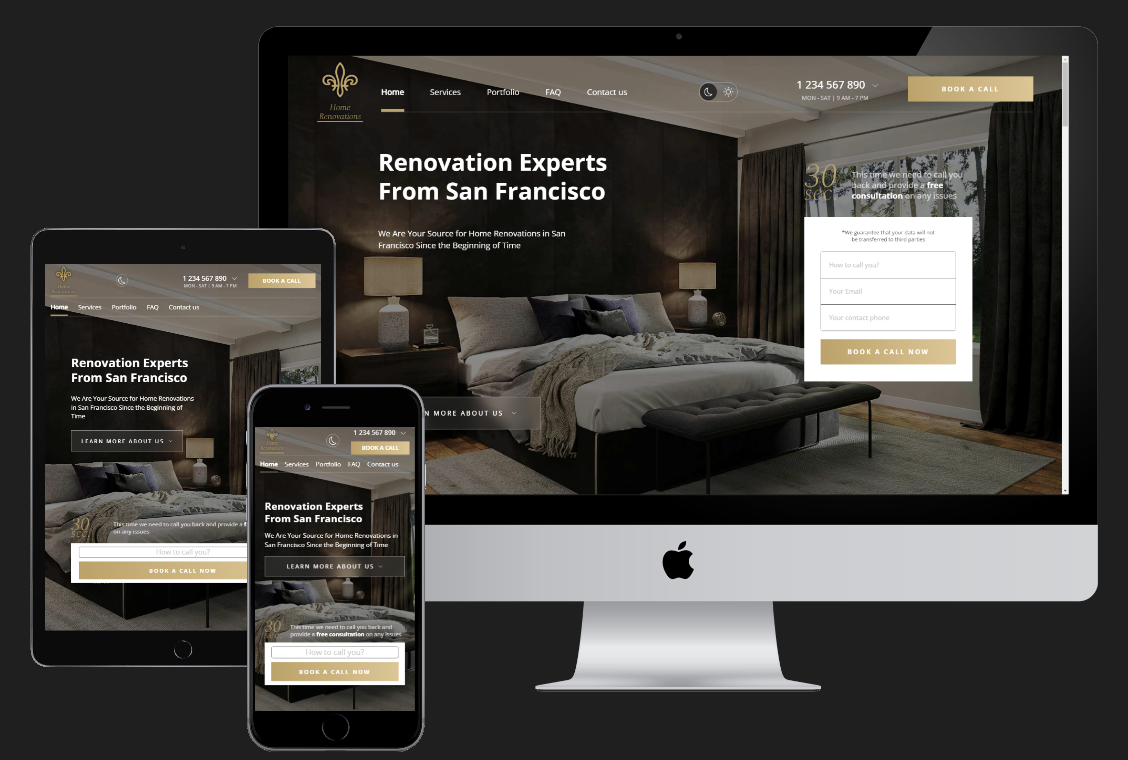 Home
Renovations
Home
Services
Portfolio
FAQ
Contact us
1 234 567 890
MON - SAT | 9 AM - 7 PM
BOOK A CALL
Renovation Experts
From San Francisco
We Are Your Source for Home Renovations in San
Francisco Since the Beginning of Time
N MORE ABOUT US
30
sec.
This time we need to call you
back and provide a free
consultation on any issues
*We guarantee that your data will not
be transferred to third parties
How to call you?
Your Email
Your contact phone
BOOK A CALL NOW
Home
Renovations
1 234 567 890
MON - SAT | 9 AM - 7 PM
BOOK A CALL
Home
Services
Portfolio
FAQ
Contact us
Renovation Experts
From San Francisco
We Are Your Source for Home Renovations
in San Francisco Since the Beginning of
Time
LEARN MORE ABOUT US
30
sec.
This time we need to call you back and provide a
on any issues
How to call you?
BOOK A CALL NOW
1 234 567 890
BOOK A CALL
Home
Services
Portfolio
FAQ
Contact us
Renovation Experts
From San Francisco
We Are Your Source for Home Renovations in
San Francisco Since the Beginning of Time
LEARN MORE ABOUT US
30
sec.
This time we need to call you back and
provide a free consultation on any issues
How to call you?
BOOK A CALL NOW